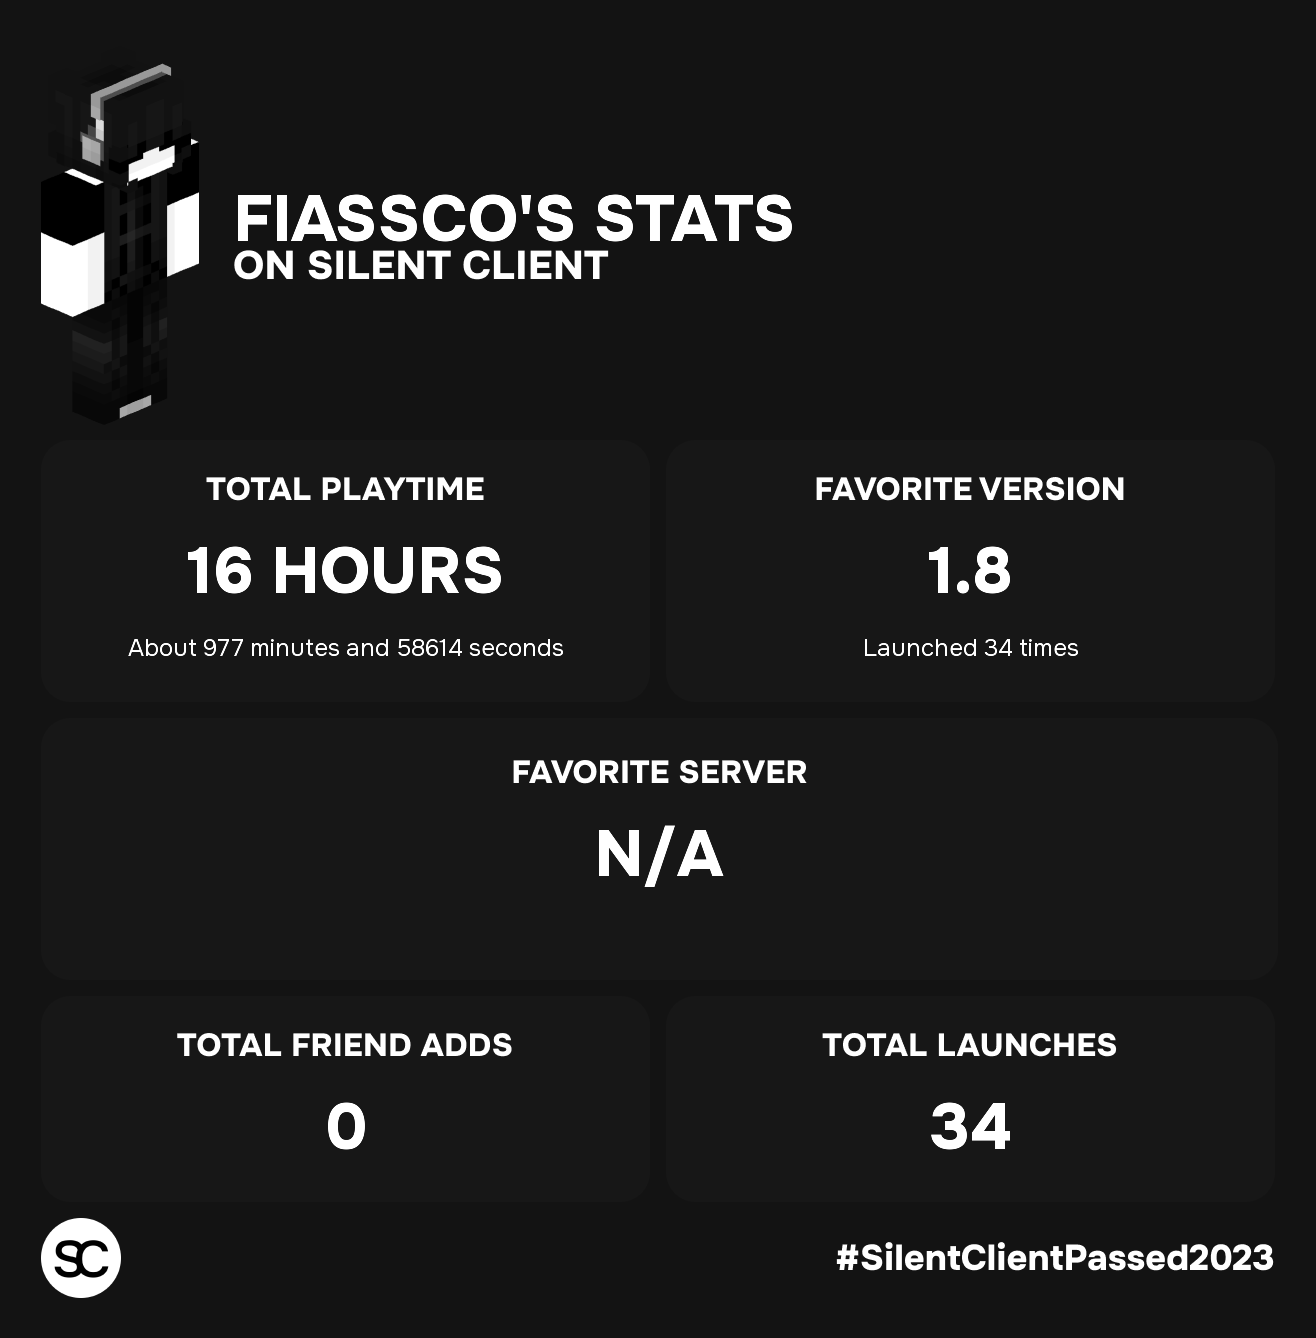 FIASSCO'S STATS
ON SILENT CLIENT
TOTAL PLAYTIME
16 HOURS
About 977 minutes and 58614 seconds
FAVORITE VERSION
1.8
Launched 34 times
FAVORITE SERVER
N/A
TOTAL FRIEND ADDS
0
TOTAL LAUNCHES
34
SC
#SilentClientPassed2023